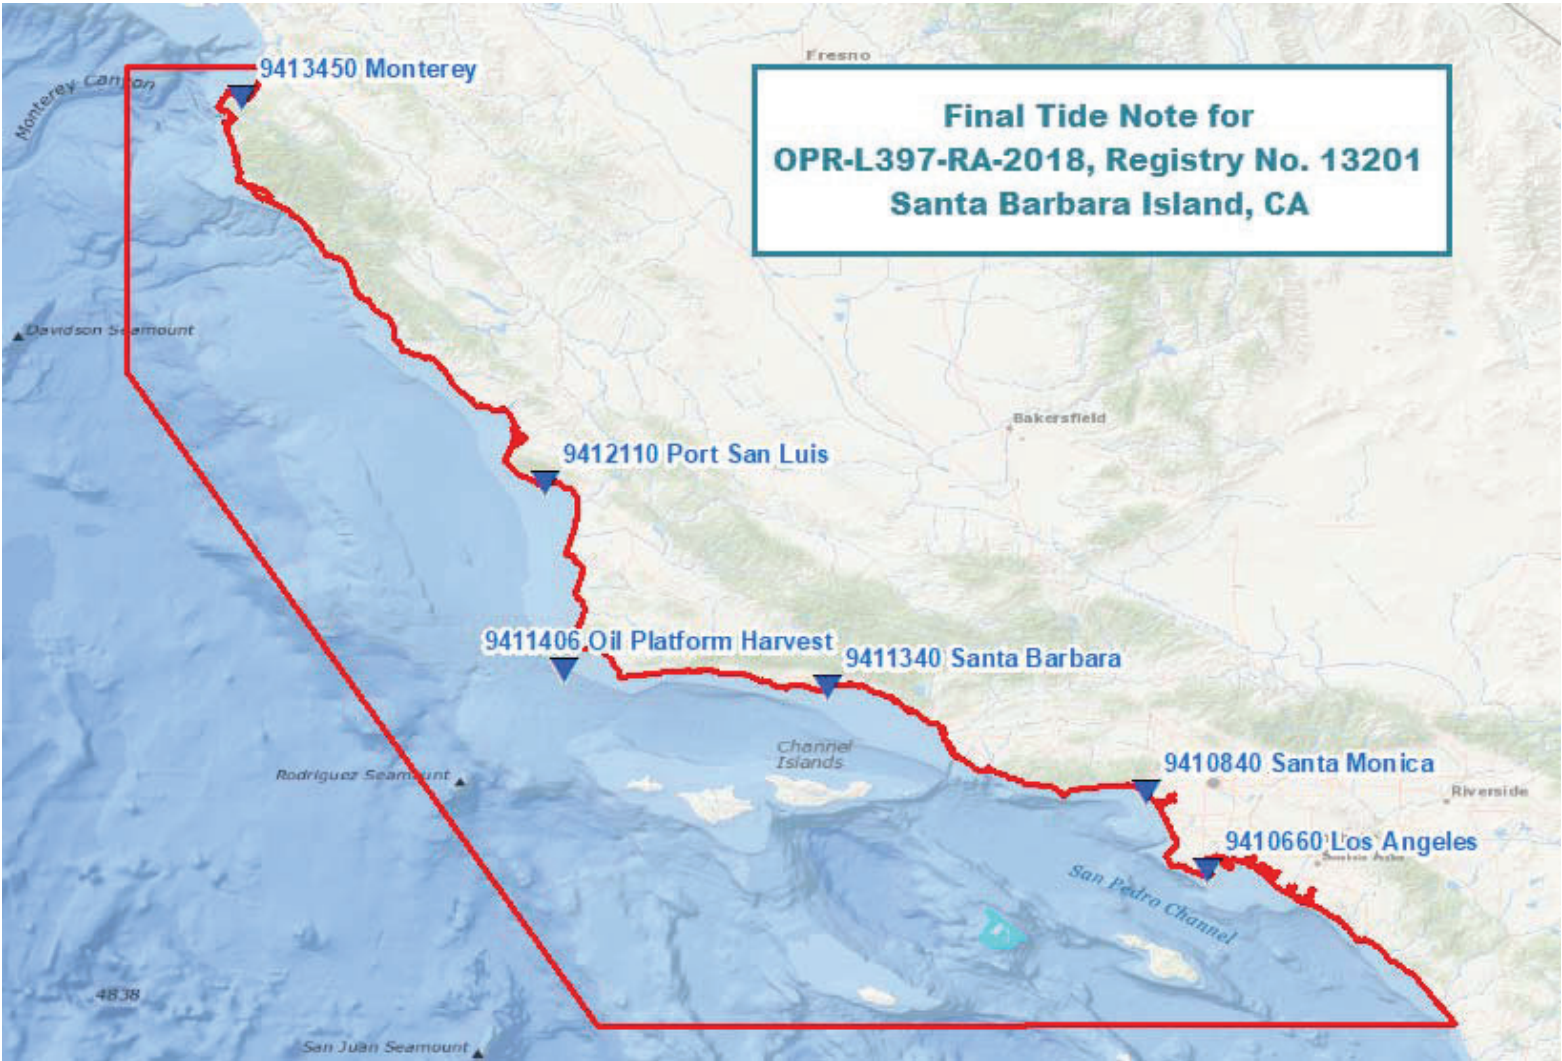 Fresno
9413450 Monterey
Monterey Canyon
Final Tide Note for
OPR-L397-RA-2018, Registry No. 13201
Santa Barbara Island, CA
Davidson Seamount
Bakersfield
9412110 Port San Luis
9411406 Oil Platform Harvest
9411340 Santa Barbara
Channel
Islands
Rodriguez Seamount
9410840 Santa Monica
Riverside
9410660 Los Angeles
San Pedro Channel
4838
San Juan Seamount